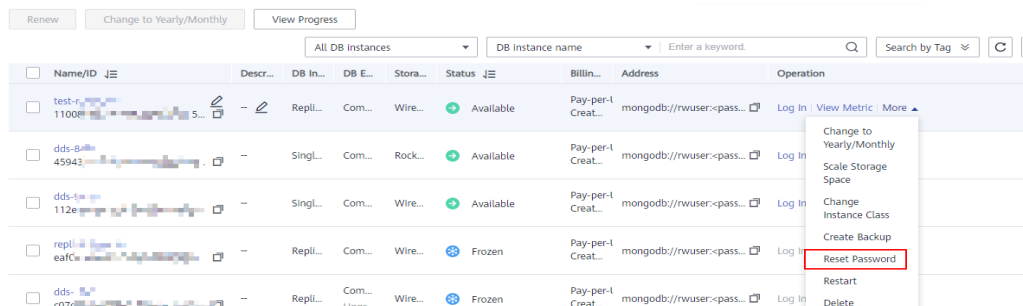 Renew Change to Yearly/Monthly View Progress
All DB instances DB instance name Enter a keyword. Search by Tag
Name/ID Descr... DB In... DB E... Stora... Status Billin... Address Operation
test-r
11008 5... -- Repli... Com... Wire... Available Pay-per-U
Creat... mongodb://rwuser:<pass... Log In View Metric More
dds-8
45943 -- Singl... Com... Rock... Available Pay-per-U
Creat... mongodb://rwuser:<pass... Log In
dds-
112e -- Singl... Com... Wire... Available Pay-per-U
Creat... mongodb://rwuser:<pass... Log In
repl
eaf0 -- Repli... Com... Wire... Frozen Pay-per-U
Creat... mongodb://rwuser:<pass... Log In
dds-
-- Repli... Com... Wire... Frozen Pay-per-U
Creat... mongodb://rwuser:<pass... Log In
Change to
Yearly/Monthly
Scale Storage
Space
Change
Instance Class
Create Backup
Reset Password
Restart
Delete